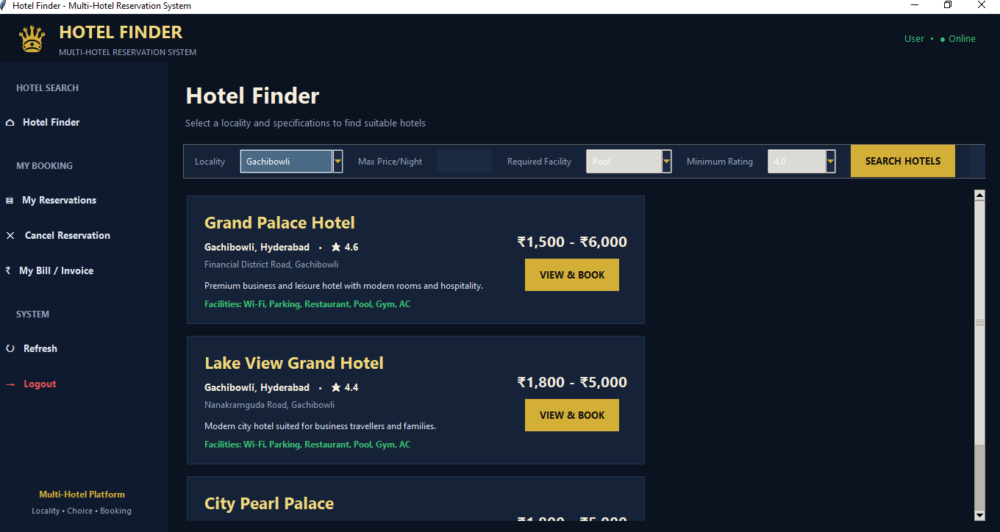 Hotel Finder - Multi-Hotel Reservation System
HOTEL FINDER
MULTI-HOTEL RESERVATION SYSTEM
User • ● Online
HOTEL SEARCH
Hotel Finder
MY BOOKING
My Reservations
Cancel Reservation
₹ My Bill / Invoice
SYSTEM
Refresh
Logout
Multi-Hotel Platform
Locality • Choice • Booking
Hotel Finder
Select a locality and specifications to find suitable hotels
Locality Gachibowli Max Price/Night Required Facility Pool Minimum Rating 4.0 SEARCH HOTELS
Grand Palace Hotel
Gachibowli, Hyderabad • ★ 4.6
Financial District Road, Gachibowli
Premium business and leisure hotel with modern rooms and hospitality.
Facilities: Wi-Fi, Parking, Restaurant, Pool, Gym, AC
₹1,500 - ₹6,000
VIEW & BOOK
Lake View Grand Hotel
Gachibowli, Hyderabad • ★ 4.4
Nanakramguda Road, Gachibowli
Modern city hotel suited for business travellers and families.
Facilities: Wi-Fi, Parking, Restaurant, Pool, Gym, AC
₹1,800 - ₹5,000
VIEW & BOOK
City Pearl Palace
₹1,800 - ₹5,000